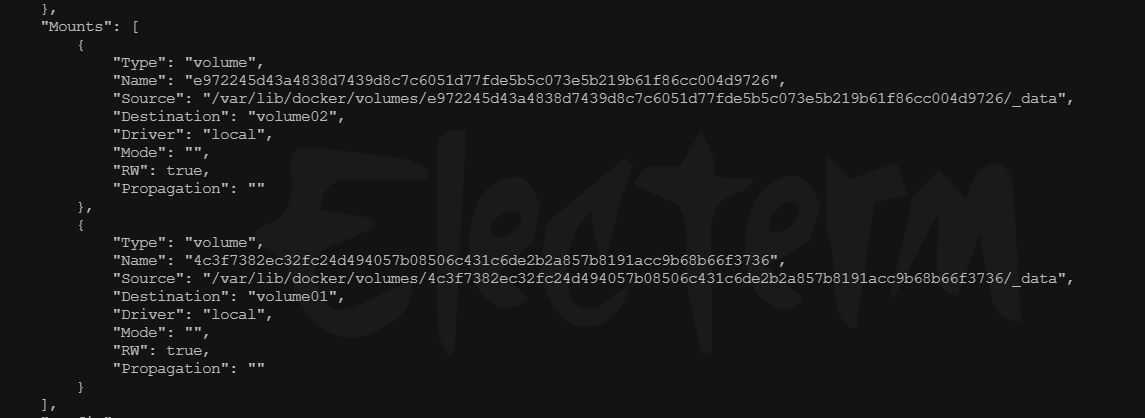 },
"Mounts": [
{
"Type": "volume",
"Name": "e972245d43a4838d7439d8c7c6051d77fde5b5c073e5b219b61f86cc004d9726",
"Source": "/var/lib/docker/volumes/e972245d43a4838d7439d8c7c6051d77fde5b5c073e5b219b61f86cc004d9726/_data",
"Destination": "volume02",
"Driver": "local",
"Mode": "",
"RW": true,
"Propagation": ""
},
{
"Type": "volume",
"Name": "4c3f7382ec32fc24d494057b08506c431c6de2b2a857b8191acc9b68b66f3736",
"Source": "/var/lib/docker/volumes/4c3f7382ec32fc24d494057b08506c431c6de2b2a857b8191acc9b68b66f3736/_data",
"Destination": "volume01",
"Driver": "local",
"Mode": "",
"RW": true,
"Propagation": ""
}
],
Electerm